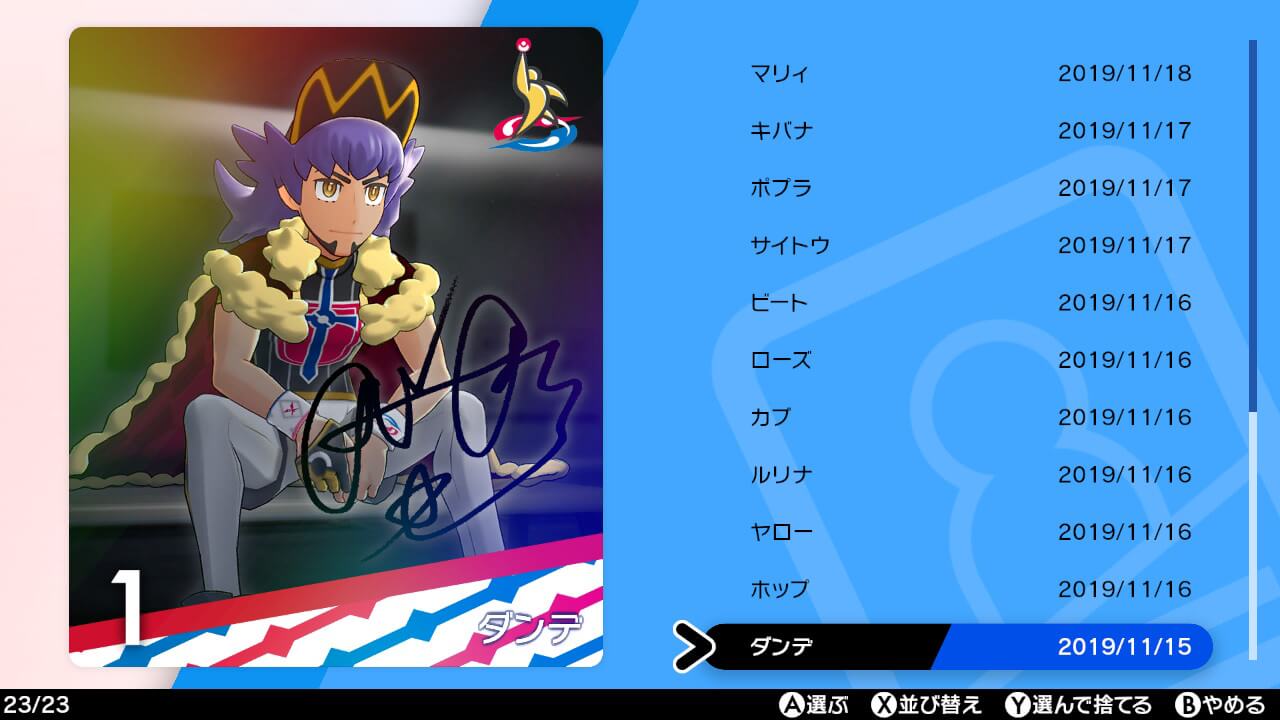 1
ダンデ
マリィ 2019/11/18
キバナ 2019/11/17
ポプラ 2019/11/17
サイトウ 2019/11/17
ビート 2019/11/16
ローズ 2019/11/16
カブ 2019/11/16
ルリナ 2019/11/16
ヤロー 2019/11/16
ホップ 2019/11/16
ダンデ 2019/11/15
23/23 A選ぶ X並び替え Y選んで捨てる Bやめる